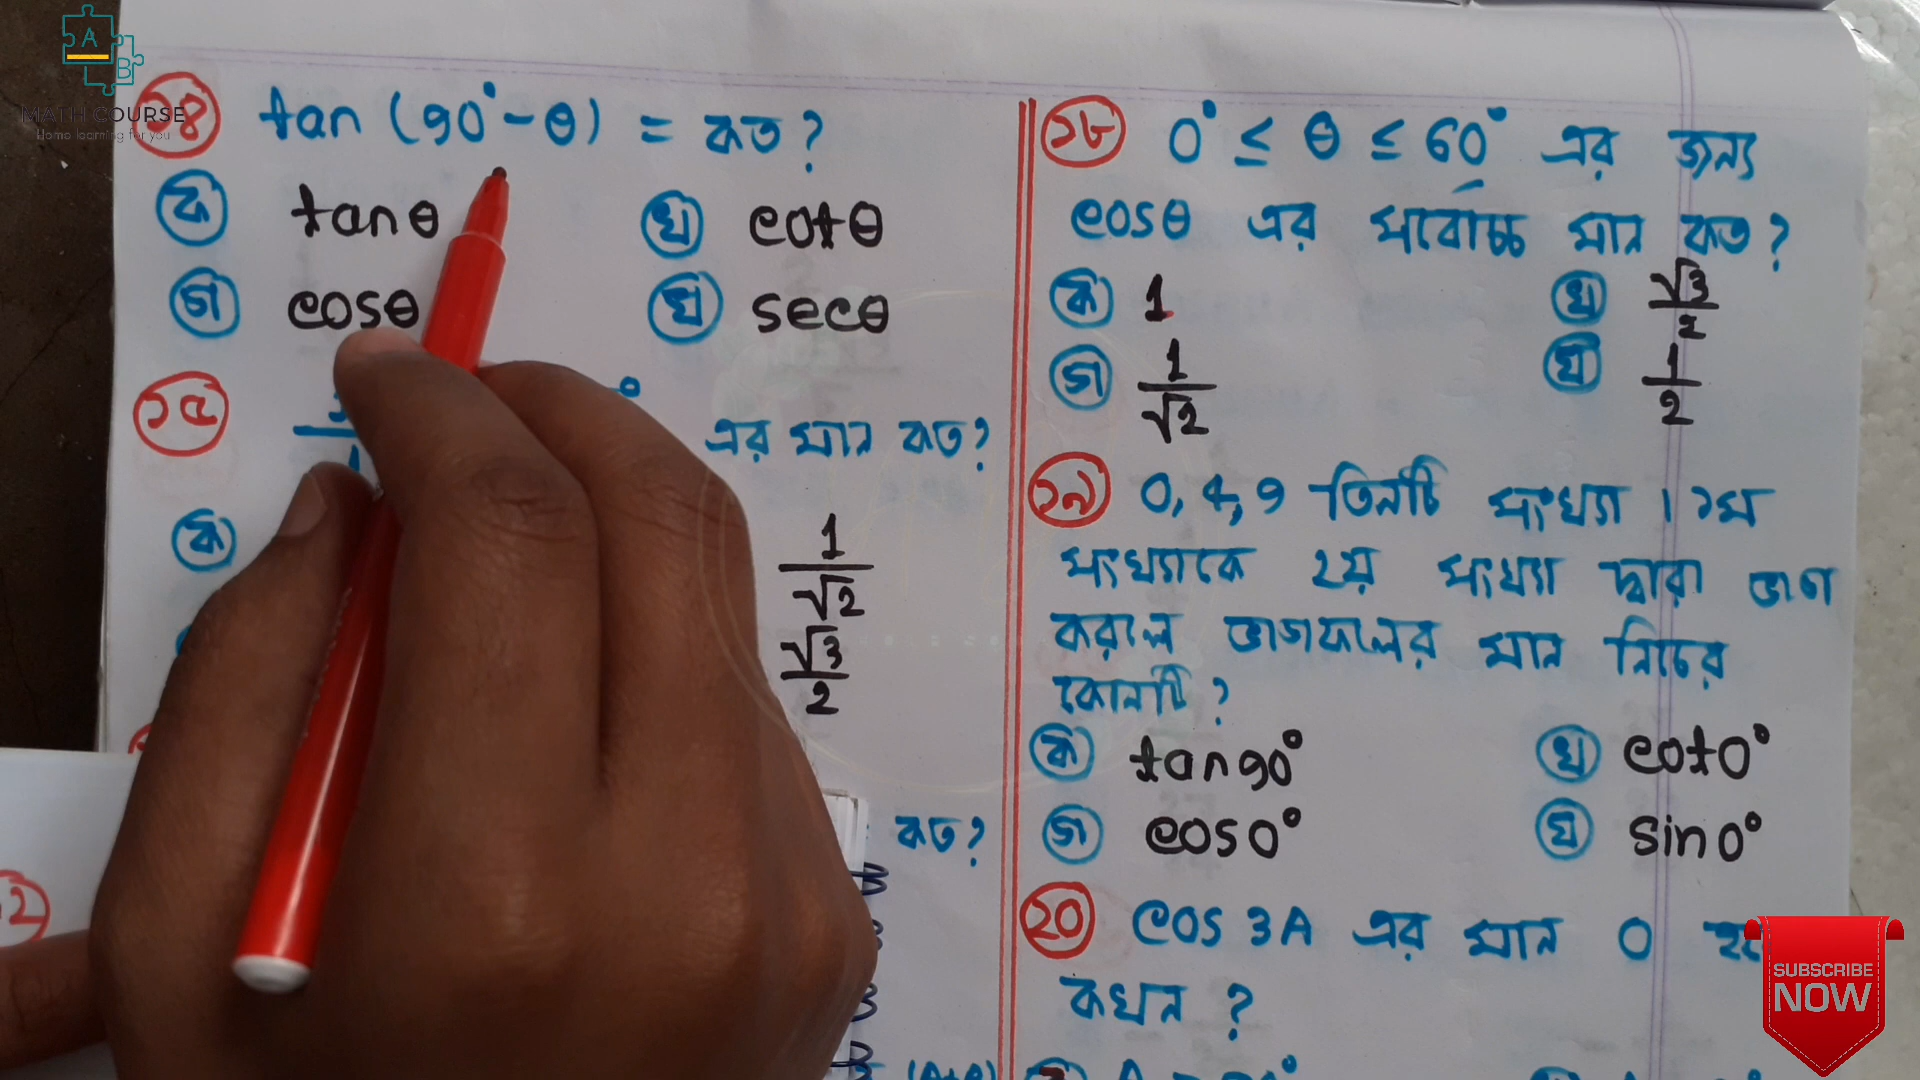 MATH COURSE
Home learning for you
১৪ tan (90° - θ) = কত ?
ক tanθ খ cotθ
গ cosθ ঘ secθ
১৫ এর মান কত ?
ক 1/√2
√3/2
কত ?
১৮ 0° ≤ θ ≤ 60° এর জন্য
cosθ এর সর্বোচ্চ মান কত ?
ক 1 খ √3/2
গ 1/√2 ঘ 1/2
১৯ 0, 4, 9 তিনটি সংখ্যা । ১ম
সংখ্যাকে ২য় সংখ্যা দ্বারা ভাগ
করলে ভাগফলের মান নিচের
কোনটি ?
ক tan90° খ cot0°
গ cos0° ঘ sin0°
20 cos 3A এর মান 0
কখন ?
SUBSCRIBE
NOW